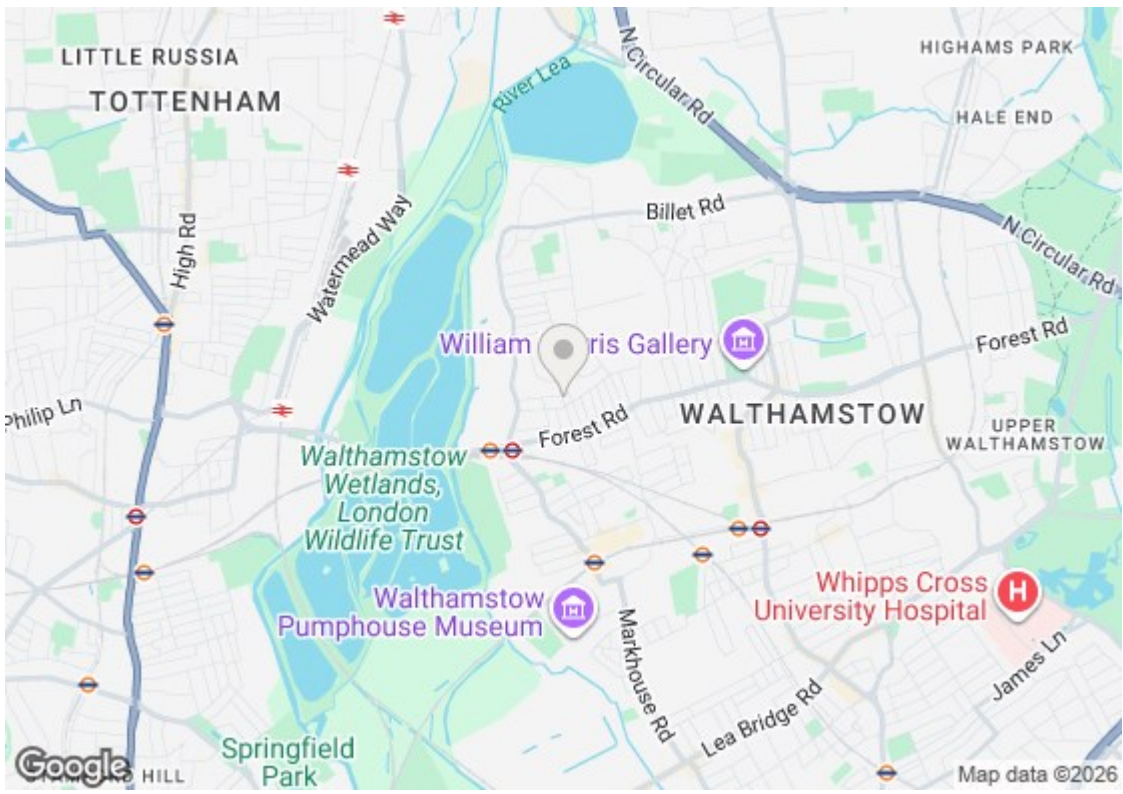 LITTLE RUSSIA
TOTTENHAM
River Lea
N Circular Rd
HIGHAMS PARK
HALE END
Billet Rd
High Rd
Watermead Way
N Circular Rd
William
ris Gallery
Forest Rd
Philip Ln
Forest Rd
WALTHAMSTOW
UPPER
WALTHAMSTOW
Walthamstow
Wetlands,
London
Wildlife Trust
Walthamstow
Pumphouse Museum
Whipps Cross
University Hospital
H
Markhouse Rd
James Ln
Lea Bridge Rd
Springfield
Park
Google
HILL
Map data ©2026